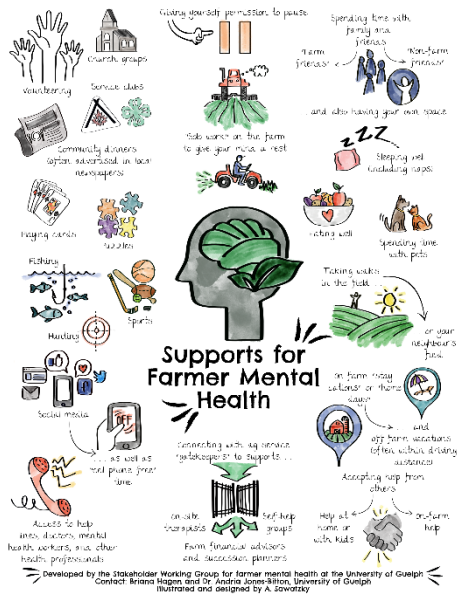 Giving yourself permission to pause
Spending time with
family and
friends
"Farm
friends"
"Non-farm
friends"
... and also having your own space
Volunteering
Church groups
Service clubs
Community dinners
(often advertised in local
newspapers)
"Solo work" on the farm
to give your mind a rest
ZZZ
Sleeping well
(including naps)
Playing cards
Puzzles
Eating well
Spending time
with pets
Fishing
Sports
Hunting
Taking walks
in the field...
... or your
neighbour's
field
Supports for
Farmer Mental
Health
Social media
OFF
... as well as
"cell phone free"
time
On farm "stay
cations" or "home
days"
... and
off farm vacations
(often within driving
distance)
Connecting with ag service
"gatekeepers" to supports...
On-site
therapists
Self-help
groups
Farm financial advisors
and succession planners
Accepting help from
others
Help at
home or
with kids
On-farm
help
Access to help
lines, doctors, mental
health workers, and other
health professionals
Developed by the Stakeholder Working Group for farmer mental health at the University of Guelph
Contact: Briana Hagen and Dr. Andria Jones-Bitton, University of Guelph
Illustrated and designed by A. Sawatzky